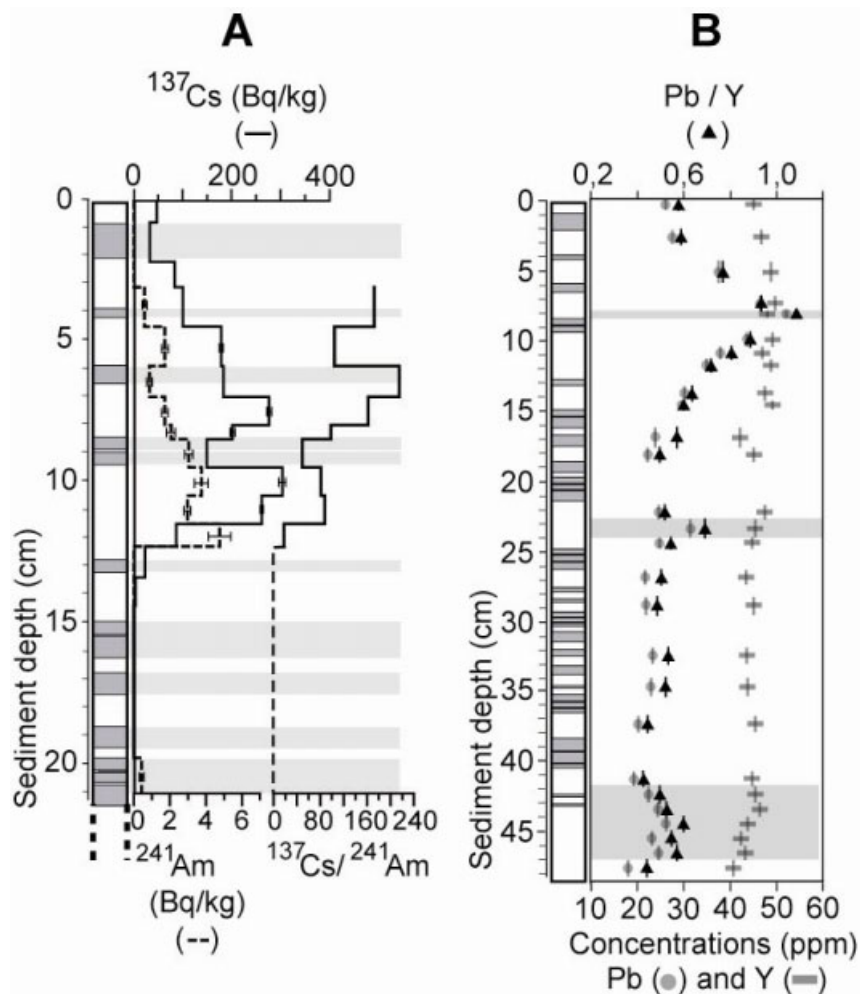 A
B
¹³⁷Cs (Bq/kg)
(—)
Pb / Y
(▲)
0 200 400
0,2 0,6 1,0
0
5
10
15
20
Sediment depth (cm)
0
5
10
15
20
25
30
35
40
45
Sediment depth (cm)
2 4 6 0 80 160 240
²⁴¹Am
(Bq/kg)
(--)
¹³⁷Cs/ ²⁴¹Am
10 20 30 40 50 60
Concentrations (ppm)
Pb (●) and Y (━)